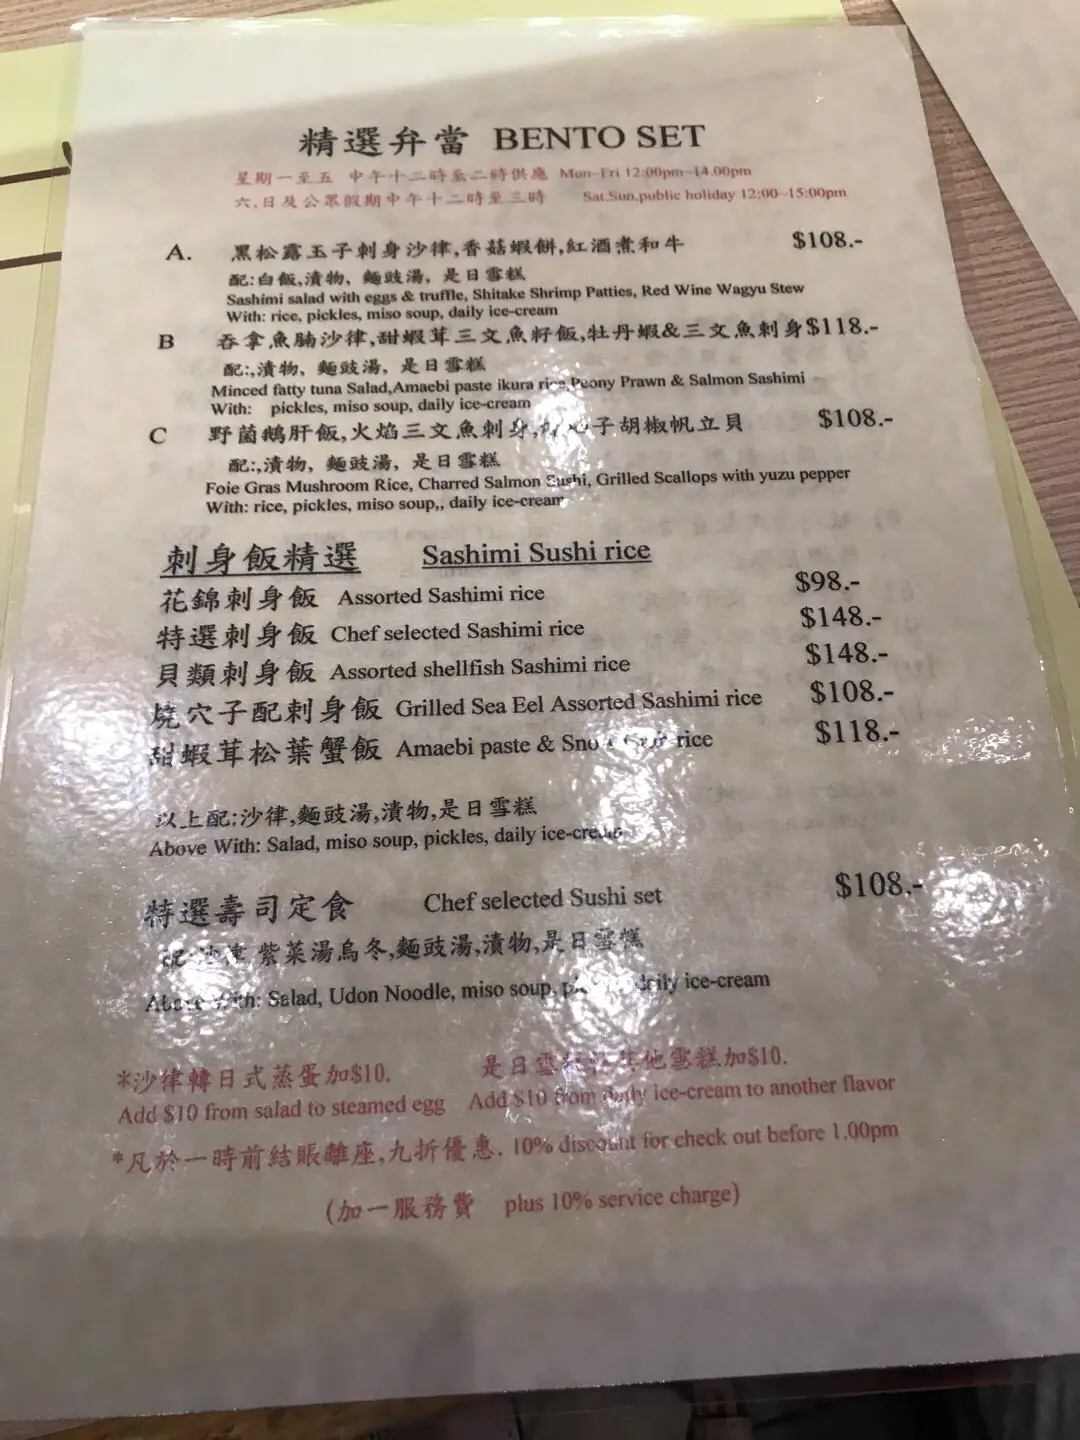 精選弁當 BENTO SET
星期一至五 中午十二時至二時供應 Mon-Fri 12:00pm-14.00pm
六.日及公眾假期中午十二時至三時 Sat.Sun.public holiday 12:00-15:00pm
A. 黑松露玉子刺身沙律,香菇蝦餅,紅酒煮和牛 $108.-
配:白飯,漬物, 麵豉湯, 是日雪糕
Sashimi salad with eggs & truffle, Shitake Shrimp Patties, Red Wine Wagyu Stew
With: rice, pickles, miso soup, daily ice-cream
B 吞拿魚腩沙律,甜蝦茸三文魚籽飯,牡丹蝦&三文魚刺身$118.-
配:,漬物, 麵豉湯, 是日雪糕
Minced fatty tuna Salad,Amaebi paste ikura rice,Peony Prawn & Salmon Sashimi
With: pickles, miso soup, daily ice-cream
C 野菌鵝肝飯,火焰三文魚刺身, 子胡椒帆立貝 $108.-
配:,漬物, 麵豉湯, 是日雪糕
Foie Gras Mushroom Rice, Charred Salmon Sushi, Grilled Scallops with yuzu pepper
With: rice, pickles, miso soup,, daily ice-cream
刺身飯精選 Sashimi Sushi rice
花錦刺身飯 Assorted Sashimi rice $98.-
特選刺身飯 Chef selected Sashimi rice $148.-
貝類刺身飯 Assorted shellfish Sashimi rice $148.-
燒穴子配刺身飯 Grilled Sea Eel Assorted Sashimi rice $108.-
甜蝦茸松葉蟹飯 Amaebi paste & Snow rice $118.-
以上配:沙律,麵豉湯,漬物,是日雪糕
Above With: Salad, miso soup, pickles, daily ice-cream
特選壽司定食 Chef selected Sushi set $108.-
配:沙律 紫菜湯烏冬,麵豉湯,漬物,是日雪糕
Above With: Salad, Udon Noodle, miso soup, daily ice-cream
*沙律轉日式蒸蛋加$10. 是日雪糕轉其他雪糕加$10.
Add $10 from salad to steamed egg Add $10 from daily ice-cream to another flavor
*凡於一時前結賬離座,九折優惠. 10% discount for check out before 1.00pm
(加一服務費 plus 10% service charge)